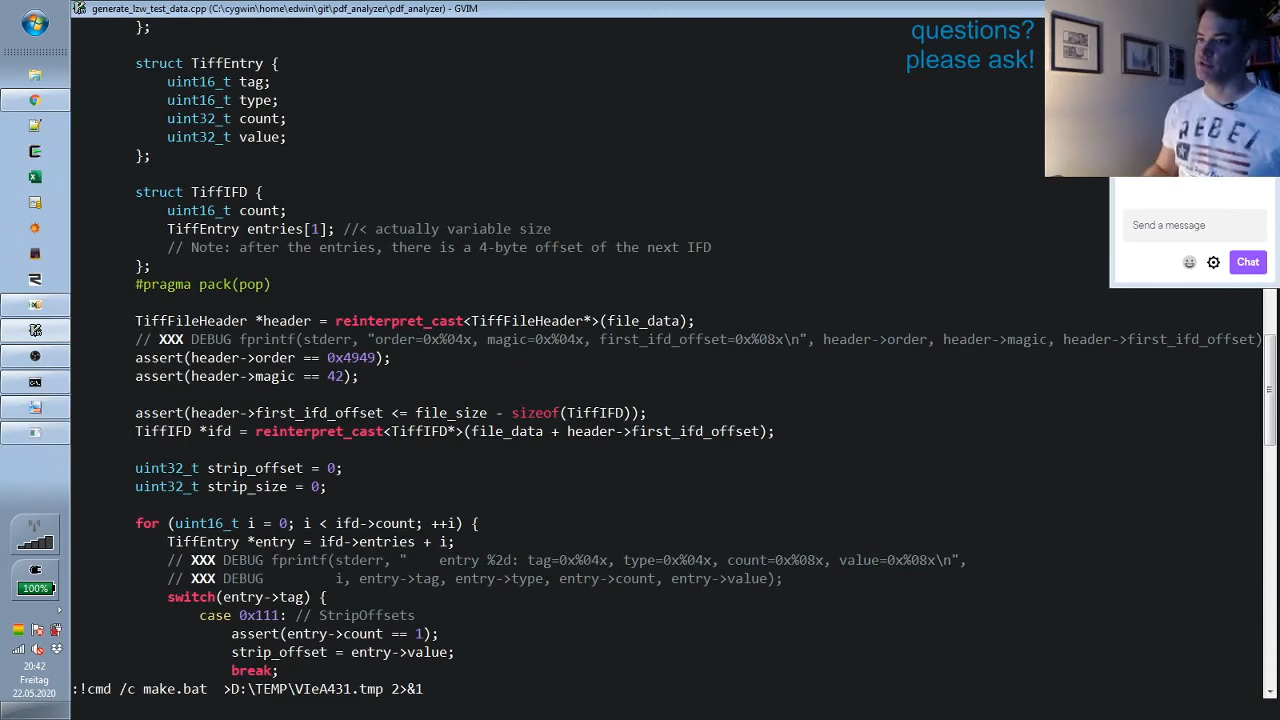 generate_lzw_test_data.cpp (C:\cygwin\home\edwin\git\pdf_analyzer\pdf_analyzer) - GVIM
};
questions?
please ask!
struct TiffEntry {
uint16_t tag;
uint16_t type;
uint32_t count;
uint32_t value;
};
REBEL
struct TiffIFD {
uint16_t count;
TiffEntry entries[1]; //< actually variable size
// Note: after the entries, there is a 4-byte offset of the next IFD
};
#pragma pack(pop)
Send a message
Chat
TiffFileHeader *header = reinterpret_cast<TiffFileHeader*>(file_data);
// XXX DEBUG fprintf(stderr, "order=0x%04x, magic=0x%04x, first_ifd_offset=0x%08x\n", header->order, header->magic, header->first_ifd_offset)
assert(header->order == 0x4949);
assert(header->magic == 42);
assert(header->first_ifd_offset <= file_size - sizeof(TiffIFD));
TiffIFD *ifd = reinterpret_cast<TiffIFD*>(file_data + header->first_ifd_offset);
uint32_t strip_offset = 0;
uint32_t strip_size = 0;
for (uint16_t i = 0; i < ifd->count; ++i) {
TiffEntry *entry = ifd->entries + i;
// XXX DEBUG fprintf(stderr, "    entry %2d: tag=0x%04x, type=0x%04x, count=0x%08x, value=0x%08x\n",
// XXX DEBUG         i, entry->tag, entry->type, entry->count, entry->value);
switch(entry->tag) {
case 0x111: // StripOffsets
assert(entry->count == 1);
strip_offset = entry->value;
break;
:!cmd /c make.bat  >D:\TEMP\VIeA431.tmp 2>&1
100%
20:42
Freitag
22.05.2020